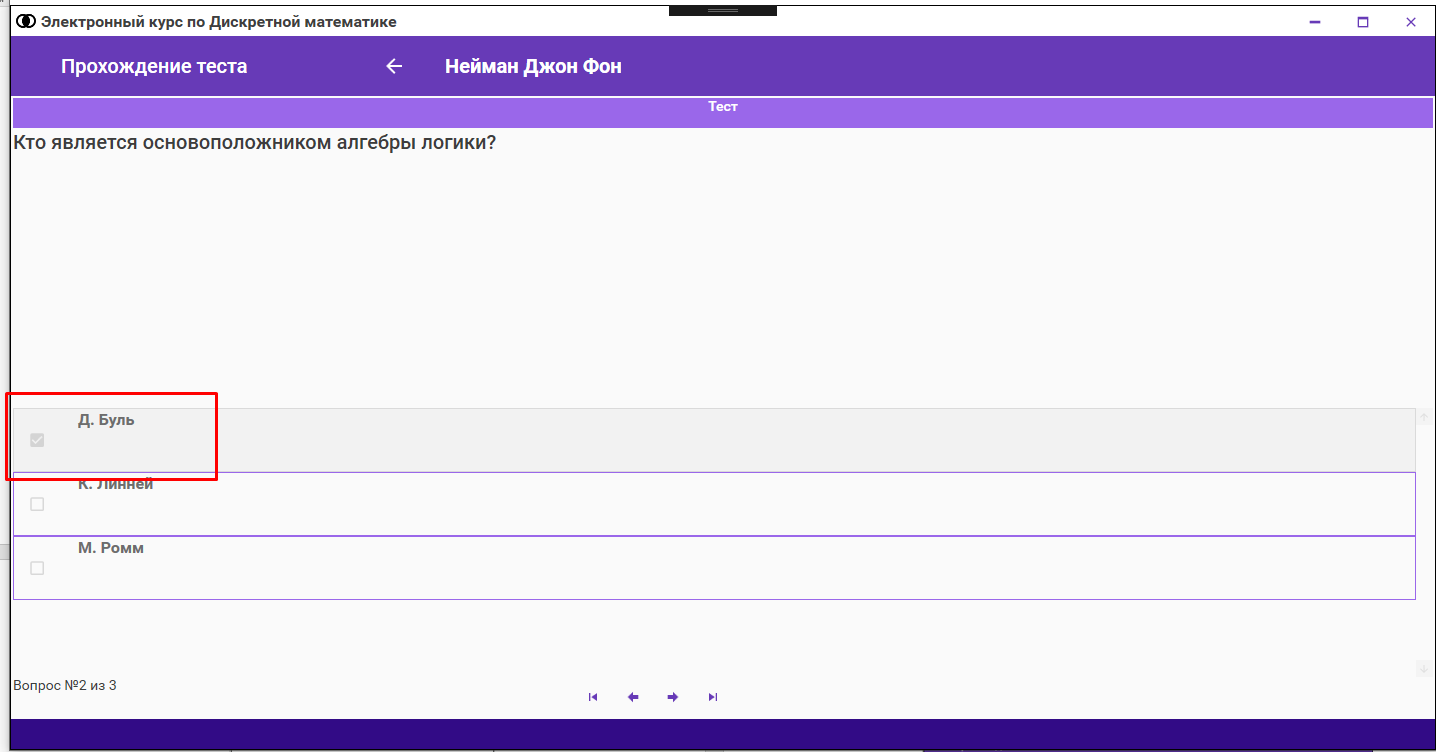 Электронный курс по Дискретной математике
Прохождение теста
Нейман Джон Фон
Тест
Кто является основоположником алгебры логики?
Д. Буль
К. Линней
М. Ромм
Вопрос №2 из 3